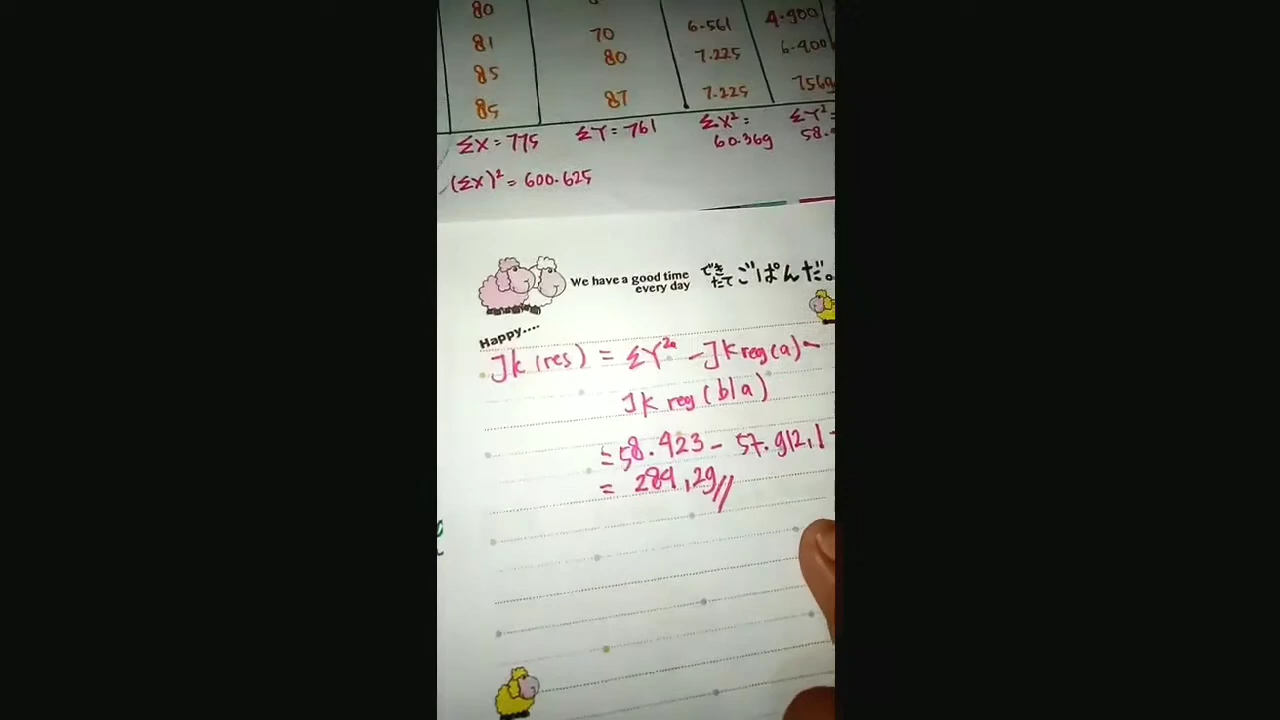 80
81 70 6.561 4.900
85 80 7.225 6.400
85 87 7.225 7569
ΣX = 775 ΣY = 761 ΣX² = 60.369 ΣY² = 58.
(ΣX)² = 600.625
We have a good time
every day
できたて ごぱんだ。
Happy....
Jk (res) = ΣY² - Jk reg (a) -
Jk reg (b/a)
= 58.423 - 57.912,1 -
= 284,29//